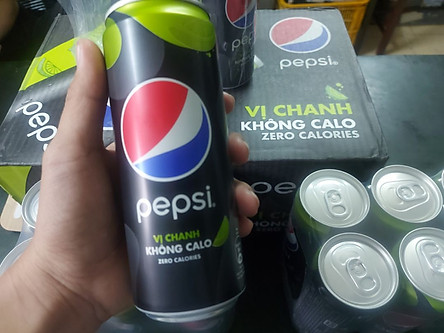 pepsi
VỊ CHANH
KHÔNG CALO
ZERO CALORIES
pepsi
pepsi.
VỊ CHANH
KHÔNG CALO
ZERO CALORIES